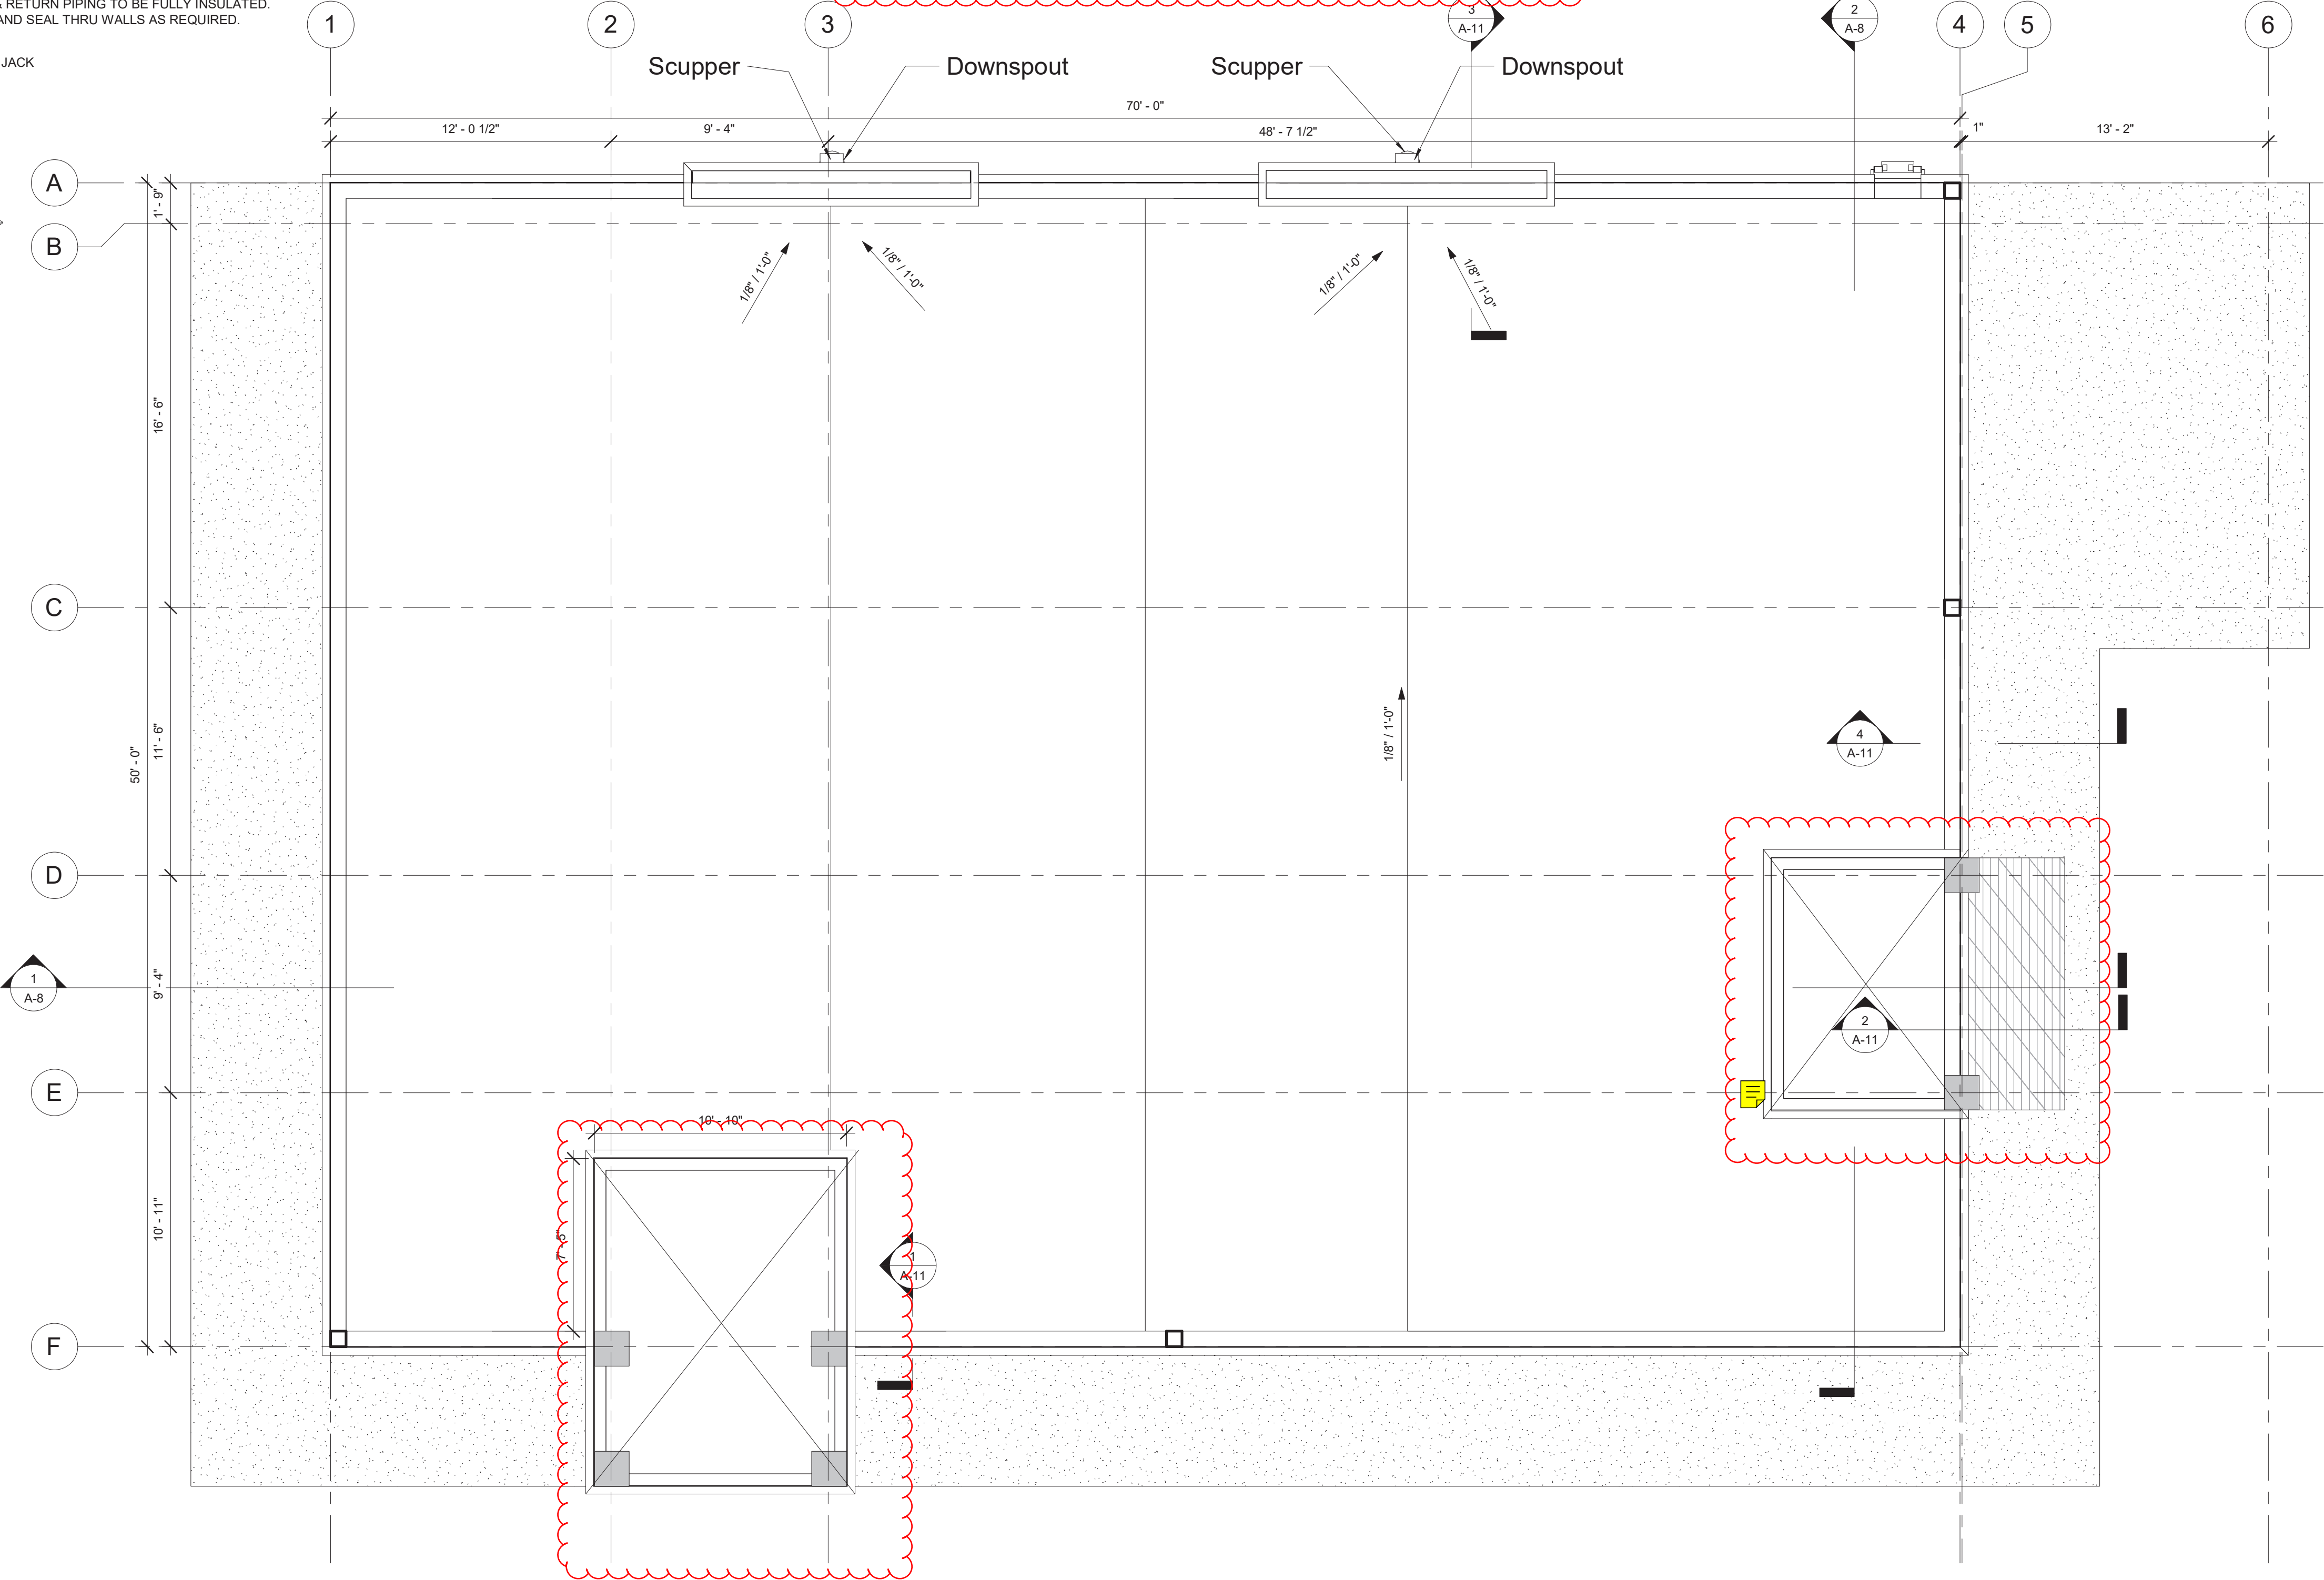 & RETURN PIPING TO BE FULLY INSULATED.
AND SEAL THRU WALLS AS REQUIRED.
JACK
1
2
3
4
5
6
3
A-11
2
A-8
Scupper
Downspout
Scupper
Downspout
70' - 0"
12' - 0 1/2"
9' - 4"
48' - 7 1/2"
1"
13' - 2"
A
B
C
D
E
F
1' - 9"
16' - 6"
11' - 6"
50' - 0"
9' - 4"
10' - 11"
1/8" / 1'-0"
1/8" / 1'-0"
1/8" / 1'-0"
1/8" / 1'-0"
1/8" / 1'-0"
4
A-11
1
A-8
2
A-11
10' - 10"
7' - 5"
1
A-11